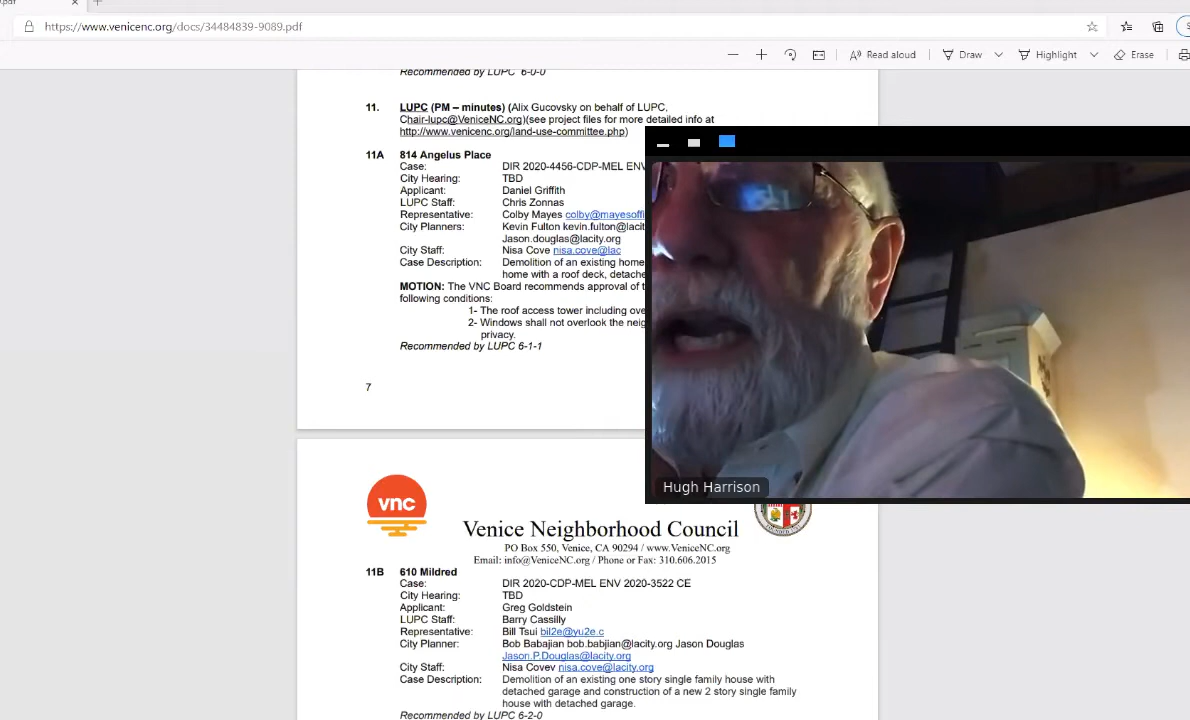 .pdf
https://www.venicenc.org/docs/34484839-9089.pdf
Read aloud Draw Highlight Erase
Recommended by LUPC 6-0-0
11. LUPC (PM – minutes) (Alix Gucovsky on behalf of LUPC,
Chair-lupc@VeniceNC.org)(see project files for more detailed info at
http://www.venicenc.org/land-use-committee.php)
11A 814 Angelus Place
Case: DIR 2020-4456-CDP-MEL ENV
City Hearing: TBD
Applicant: Daniel Griffith
LUPC Staff: Chris Zonnas
Representative: Colby Mayes colby@mayesoffi
City Planners: Kevin Fulton kevin.fulton@lacit
Jason.douglas@lacity.org
City Staff: Nisa Cove nisa.cove@lac
Case Description: Demolition of an existing home
home with a roof deck, detache
MOTION: The VNC Board recommends approval of t
following conditions:
1- The roof access tower including ove
2- Windows shall not overlook the neig
privacy.
Recommended by LUPC 6-1-1
7
Hugh Harrison
vnc
Venice Neighborhood Council
PO Box 550, Venice, CA 90294 / www.VeniceNC.org
Email: info@VeniceNC.org / Phone or Fax: 310.606.2015
11B 610 Mildred
Case: DIR 2020-CDP-MEL ENV 2020-3522 CE
City Hearing: TBD
Applicant: Greg Goldstein
LUPC Staff: Barry Cassilly
Representative: Bill Tsui bil2e@yu2e.c
City Planner: Bob Babajian bob.babjian@lacity.org Jason Douglas
Jason.P.Douglas@lacity.org
City Staff: Nisa Covev nisa.cove@lacity.org
Case Description: Demolition of an existing one story single family house with
detached garage and construction of a new 2 story single family
house with detached garage.
Recommended by LUPC 6-2-0